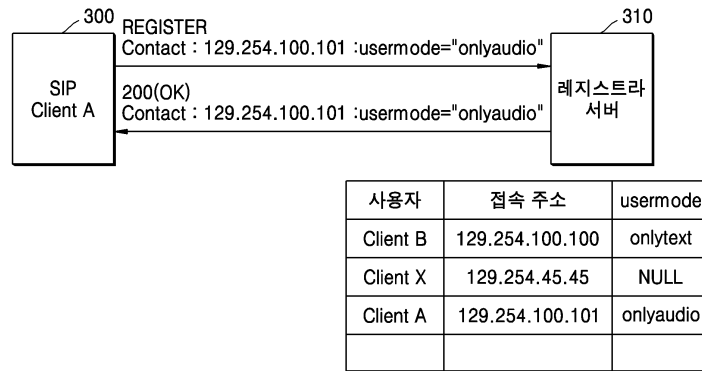 300
310
REGISTER
Contact : 129.254.100.101 :usermode="onlyaudio"
SIP
Client A
200(OK)
Contact : 129.254.100.101 :usermode="onlyaudio"
레지스트라
서버
사용자 접속 주소 usermode
Client B 129.254.100.100 onlytext
Client X 129.254.45.45 NULL
Client A 129.254.100.101 onlyaudio